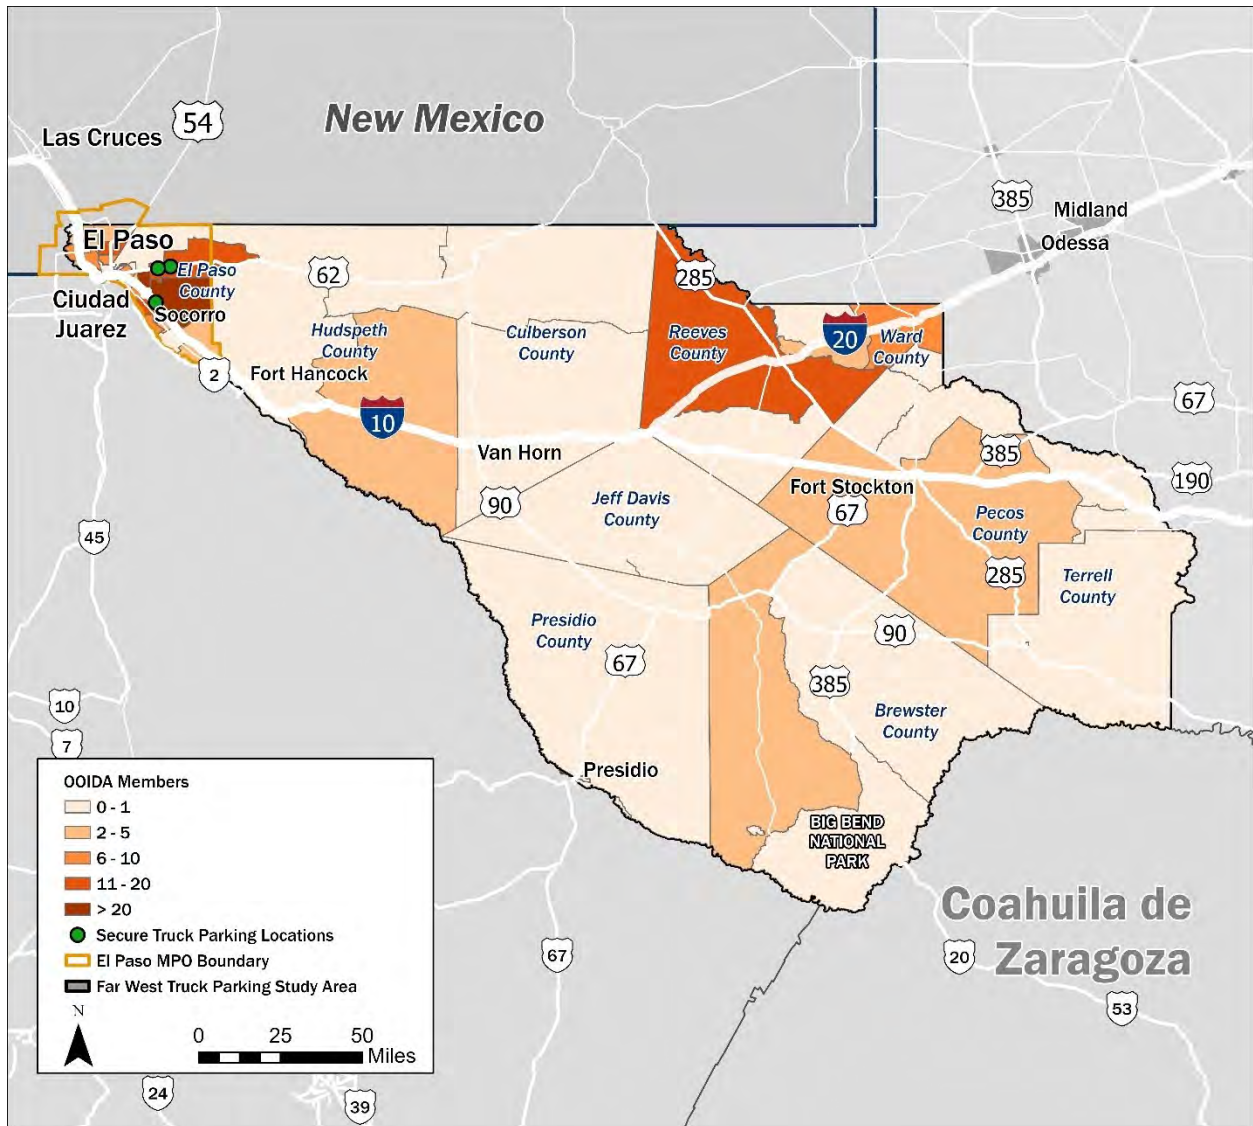 New Mexico
54
Las Cruces
385
Midland
Odessa
El Paso
El Paso
County
62
285
Ciudad
Juarez
Socorro
Hudspeth
County
Culberson
County
Reeves
County
20
Ward
County
2
Fort Hancock
10
67
Van Horn
385
190
Fort Stockton
90
Jeff Davis
County
67
Pecos
County
45
285
Terrell
County
Presidio
County
90
67
385
10
Brewster
County
7
Presidio
BIG BEND
NATIONAL
PARK
OOIDA Members
0 - 1
2 - 5
6 - 10
11 - 20
> 20
Secure Truck Parking Locations
El Paso MPO Boundary
Far West Truck Parking Study Area
N
0 25 50
Miles
Coahuila de
Zaragoza
67
20
53
24
39